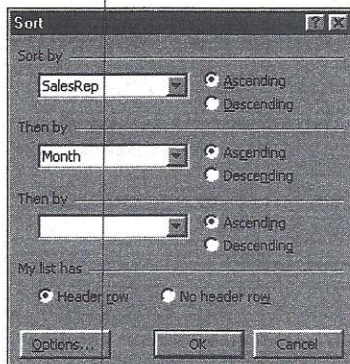 Sort
Sort by
SalesRep
Ascending
Descending
Then by
Month
Ascending
Descending
Then by
Ascending
Descending
My list has
Header row
No header row
Options...
OK
Cancel